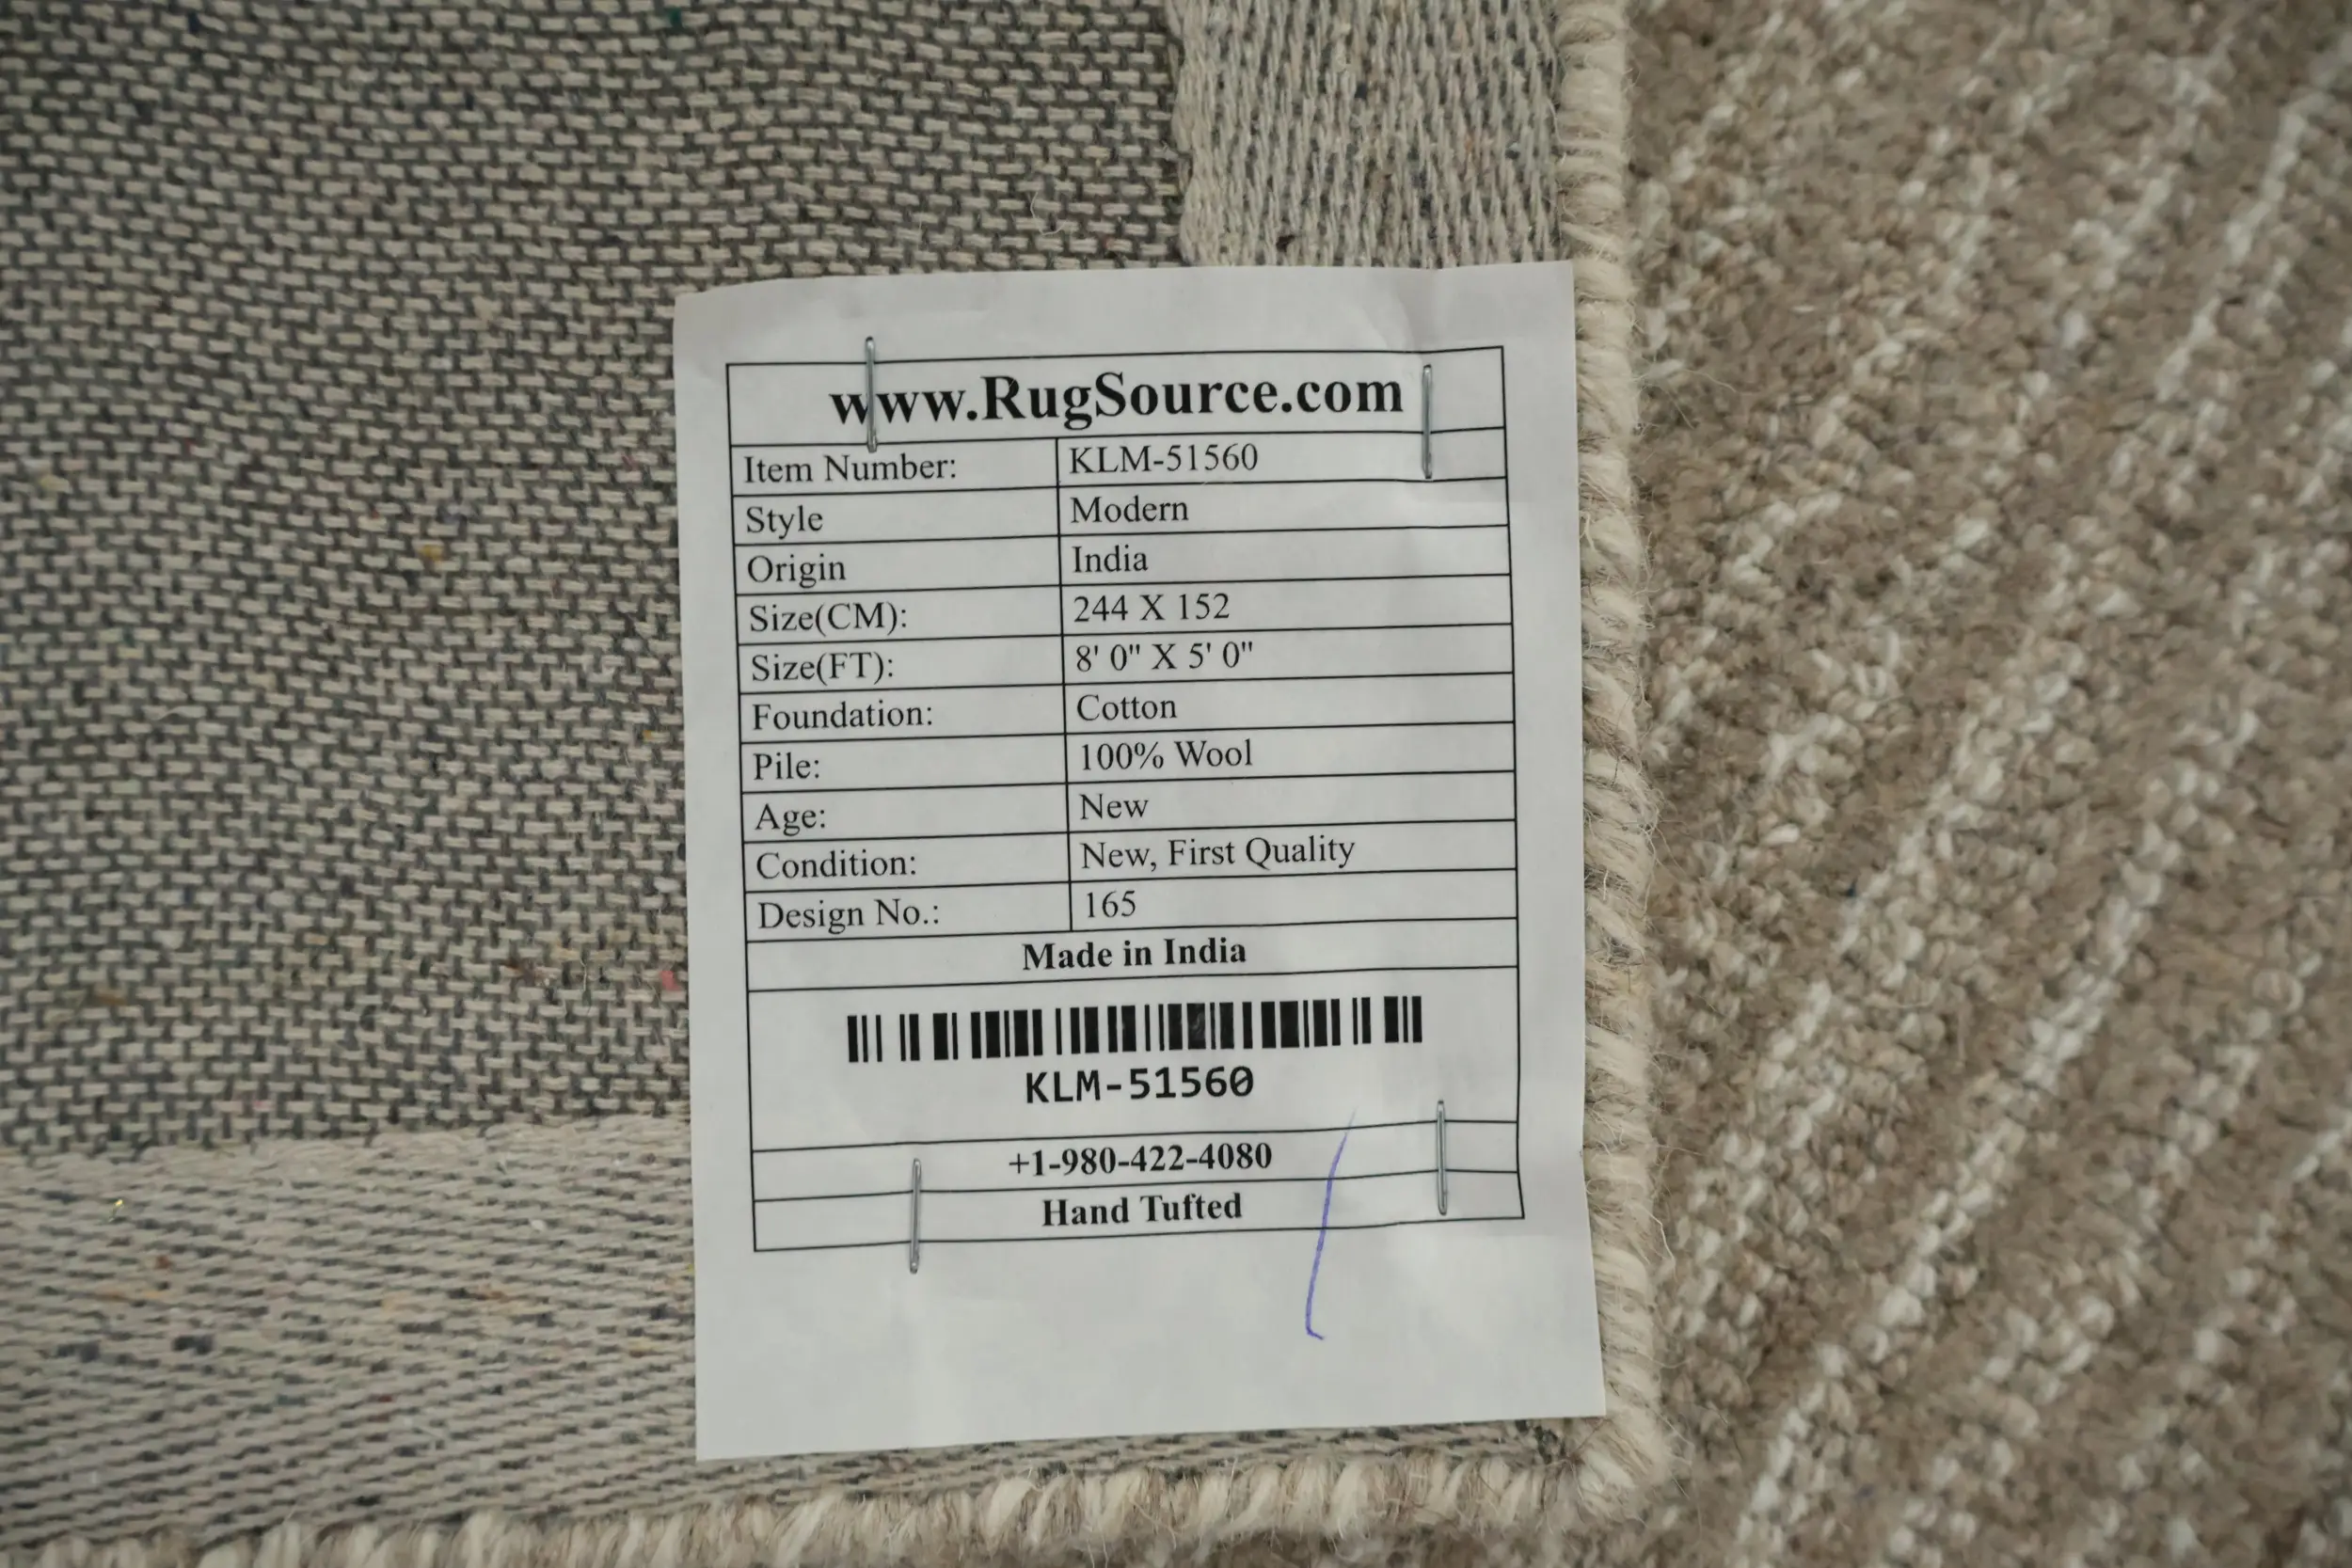 www.RugSource.com
Item Number: KLM-51560
Style Modern
Origin India
Size(CM): 244 X 152
Size(FT): 8' 0" X 5' 0"
Foundation: Cotton
Pile: 100% Wool
Age: New
Condition: New, First Quality
Design No.: 165
Made in India
KLM-51560
+1-980-422-4080
Hand Tufted